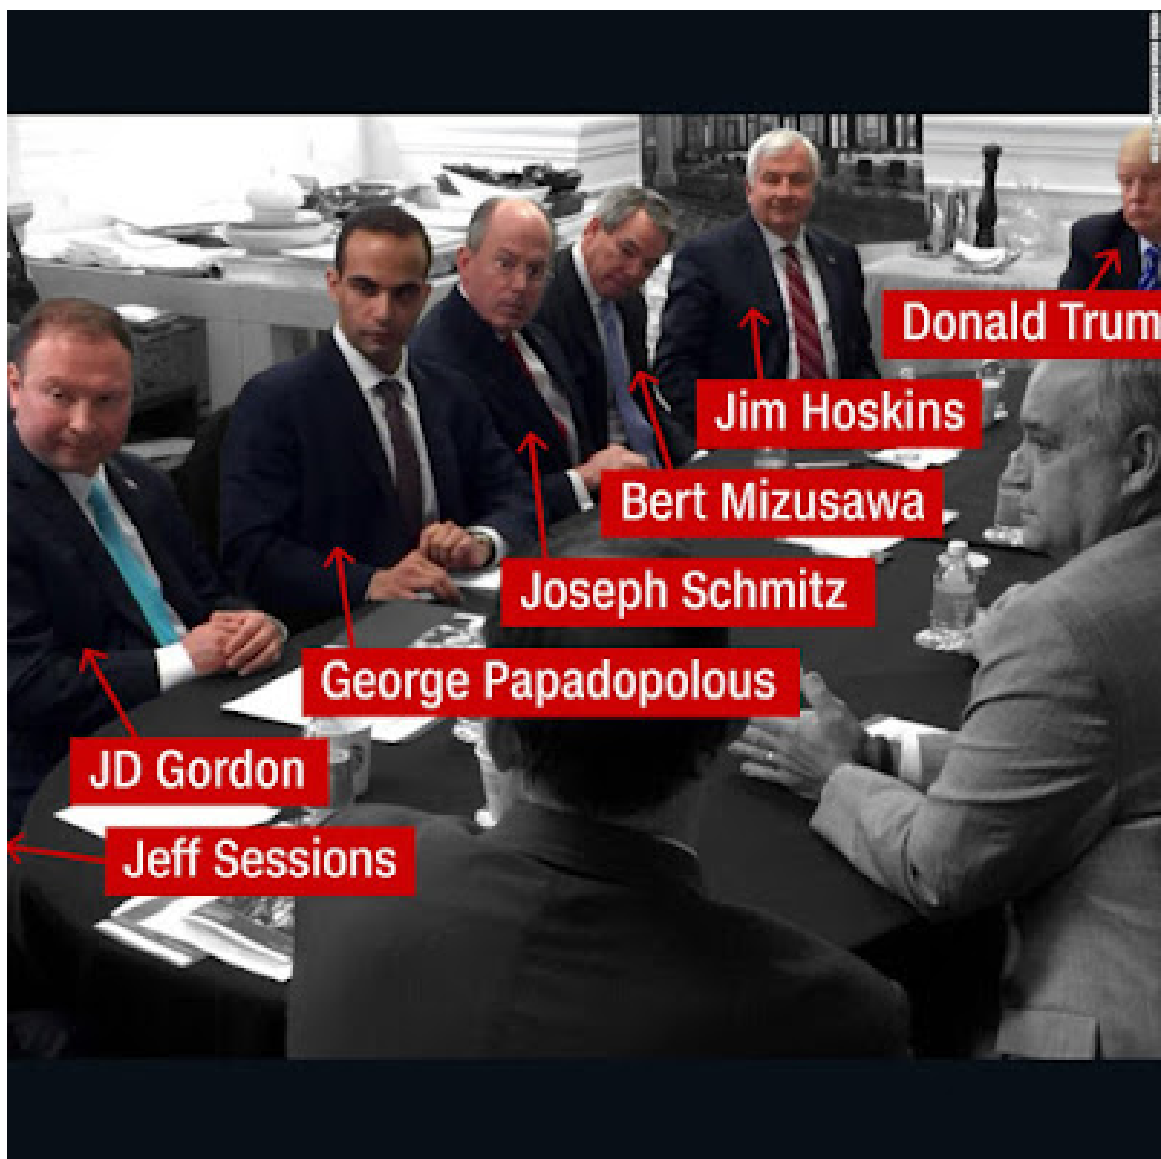 Donald Trum
Jim Hoskins
Bert Mizusawa
Joseph Schmitz
George Papadopolous
JD Gordon
Jeff Sessions